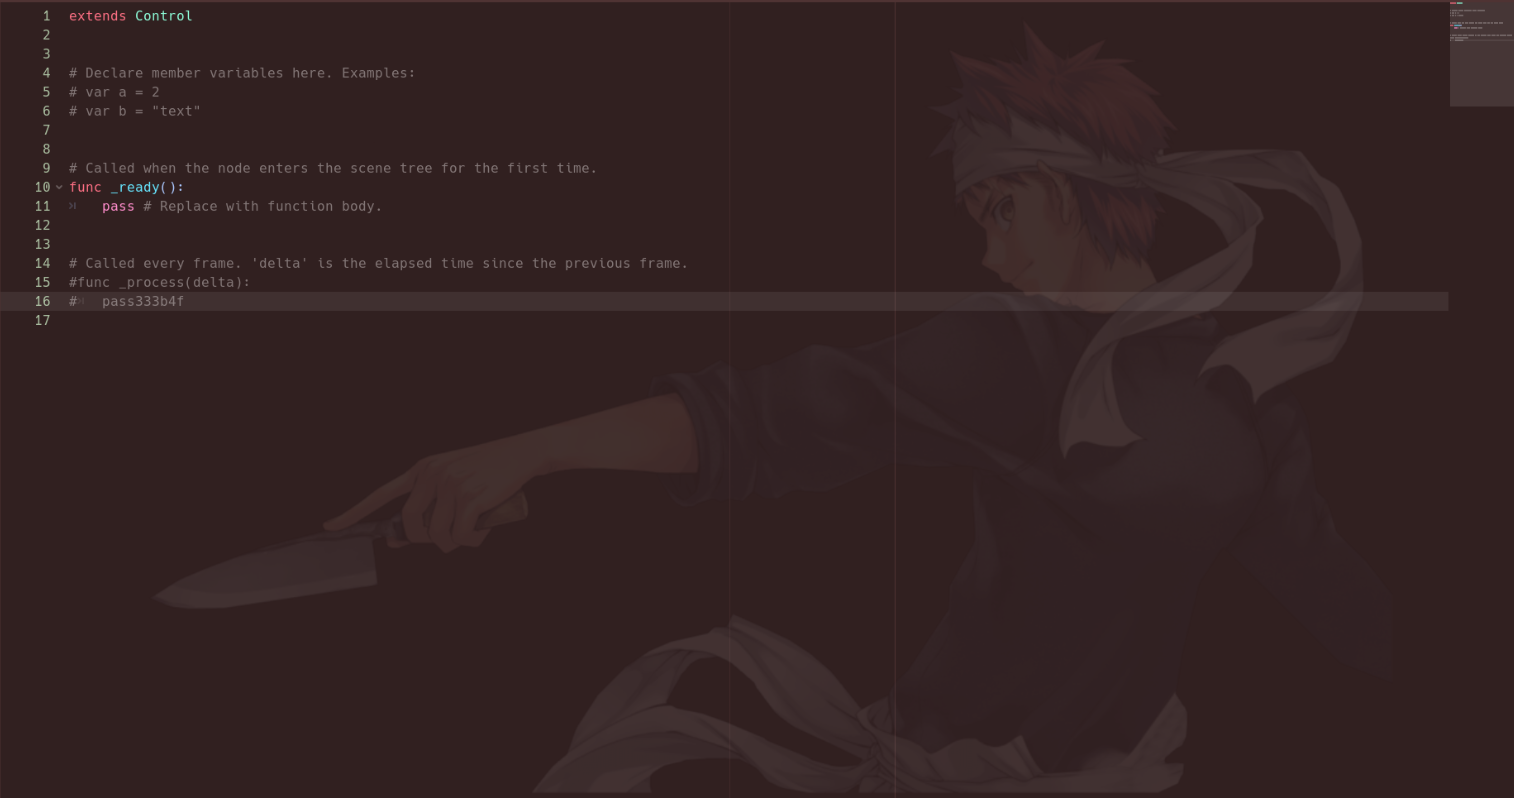 1 extends Control
2
3
4 # Declare member variables here. Examples:
5 # var a = 2
6 # var b = "text"
7
8
9 # Called when the node enters the scene tree for the first time.
10 func _ready():
11 pass # Replace with function body.
12
13
14 # Called every frame. 'delta' is the elapsed time since the previous frame.
15 #func _process(delta):
16 # pass333b4f
17